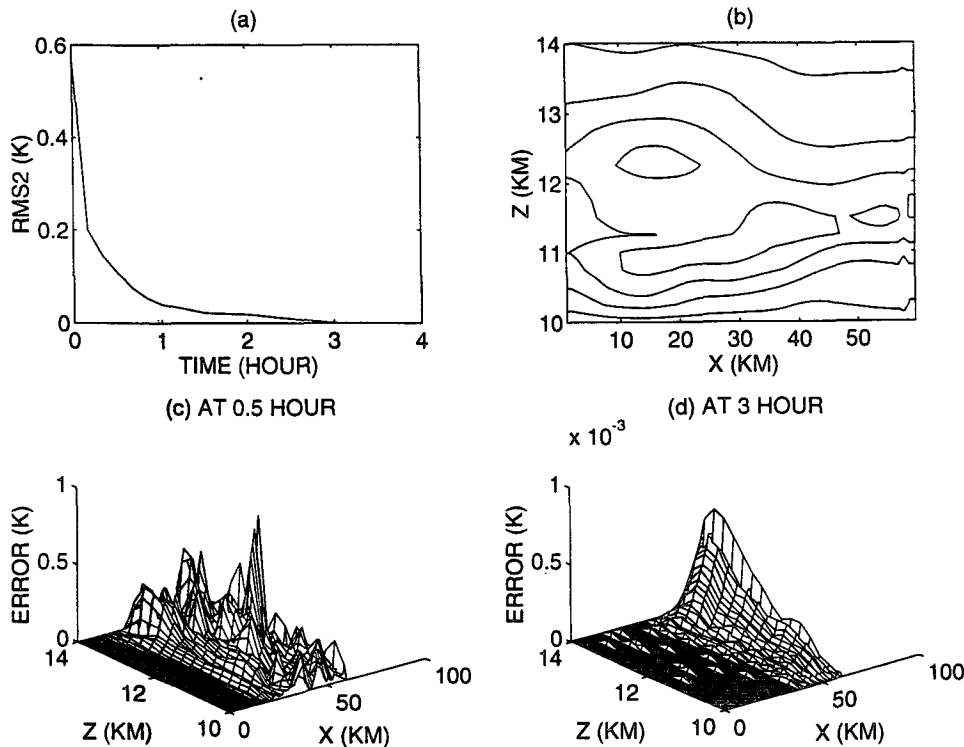 (a)
RMS2 (K)
0.6
0.4
0.2
0
0 1 2 3 4
TIME (HOUR)
(b)
Z (KM)
14
13
12
11
10
10 20 30 40 50
X (KM)
(c) AT 0.5 HOUR
ERROR (K)
1
0.5
0
14
12
10
Z (KM)
0
50
100
X (KM)
(d) AT 3 HOUR
x 10-3
ERROR (K)
1
0.5
0
14
12
10
Z (KM)
0
50
100
X (KM)